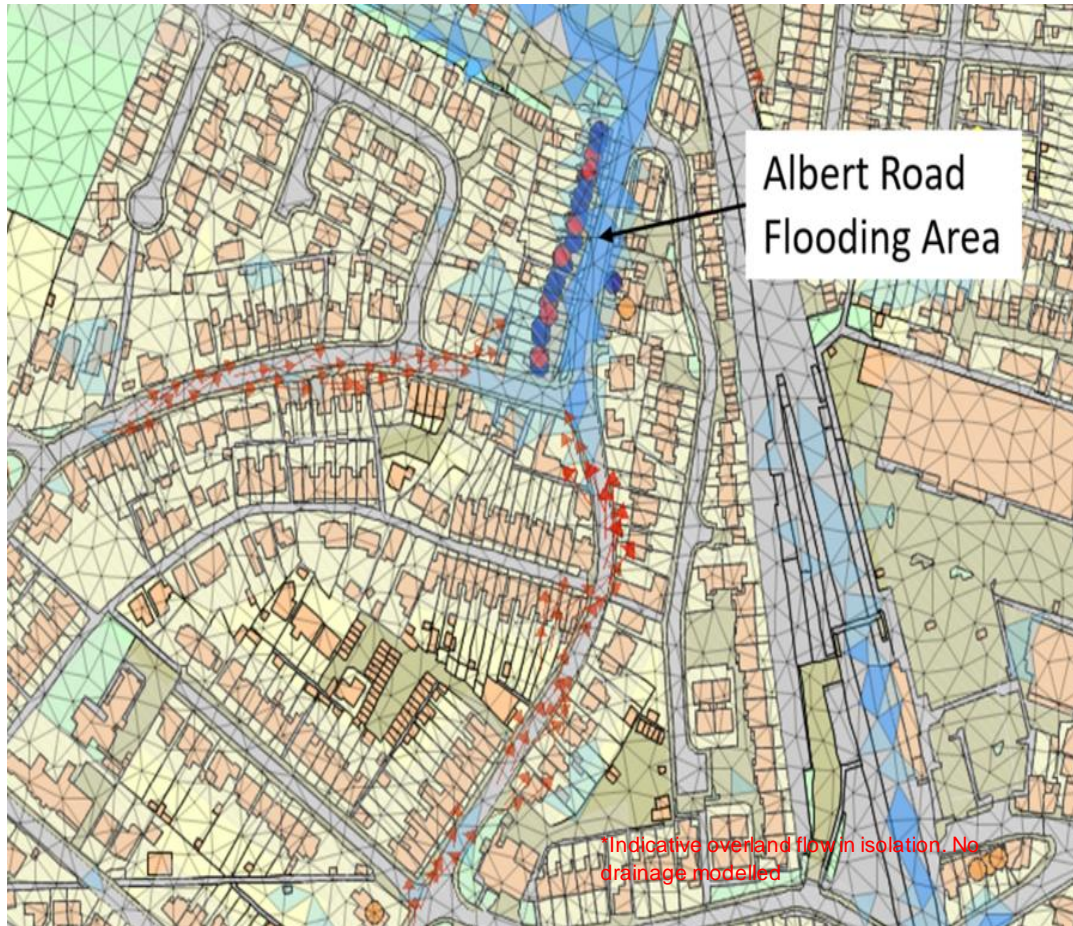 Albert Road
Flooding Area
*Indicative overland flow in isolation. No
drainage modelled